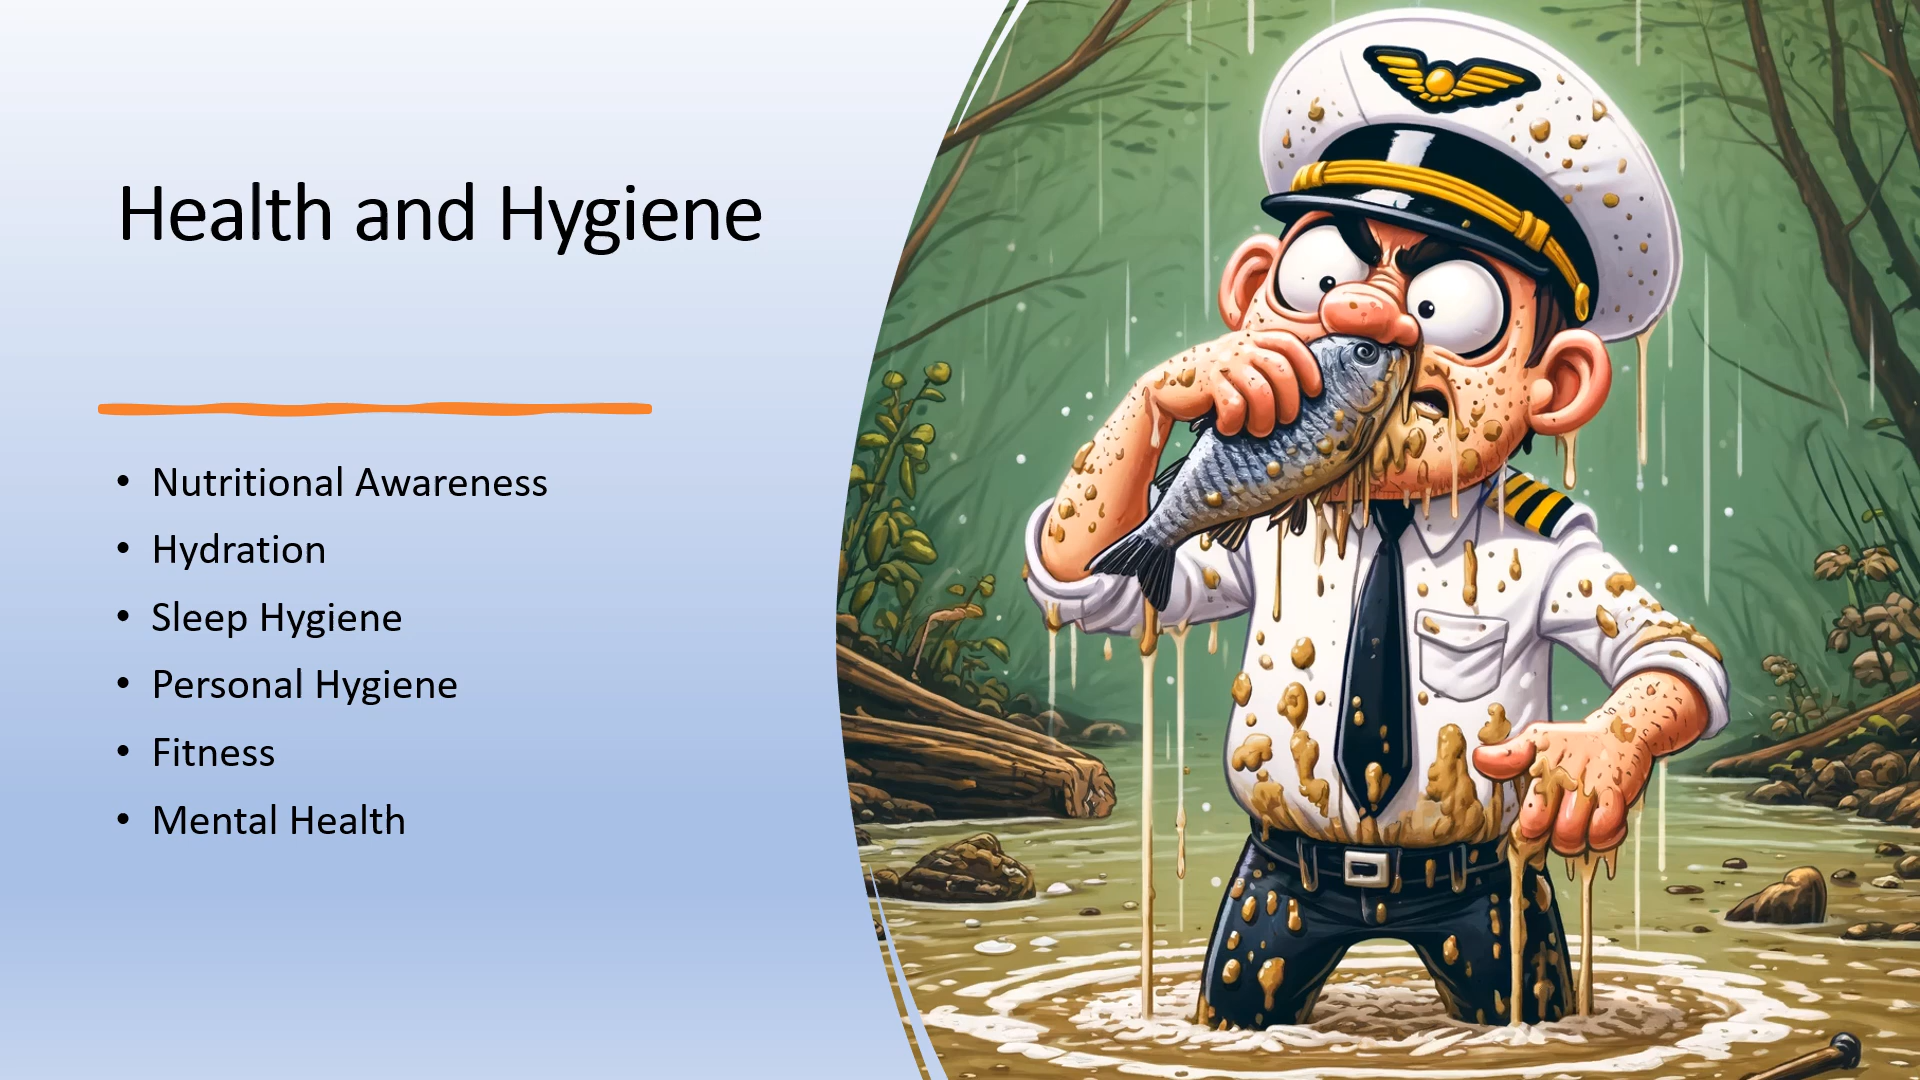 Health and Hygiene
• Nutritional Awareness
• Hydration
• Sleep Hygiene
• Personal Hygiene
• Fitness
• Mental Health